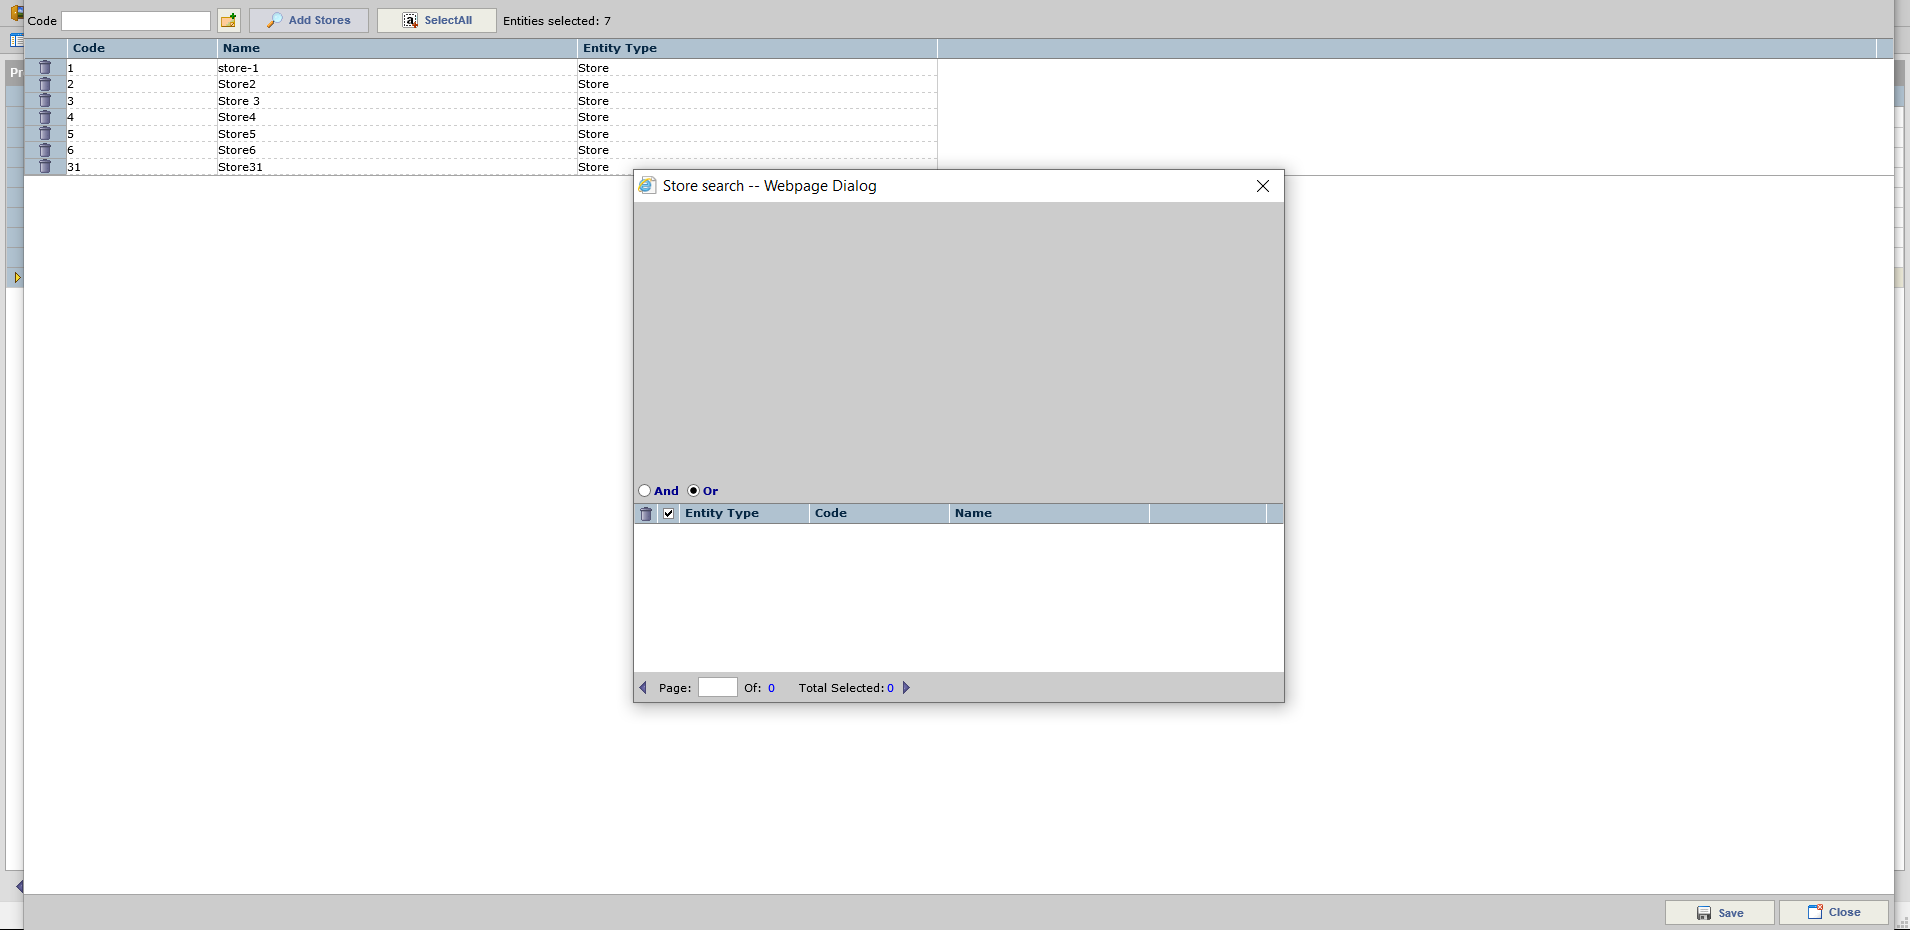 Code Add Stores SelectAll Entities selected: 7
Code Name Entity Type
1 store-1 Store
2 Store2 Store
3 Store 3 Store
4 Store4 Store
5 Store5 Store
6 Store6 Store
31 Store31 Store
Pr
Store search -- Webpage Dialog
And Or
Entity Type Code Name
Page: Of: 0 Total Selected: 0
Save Close